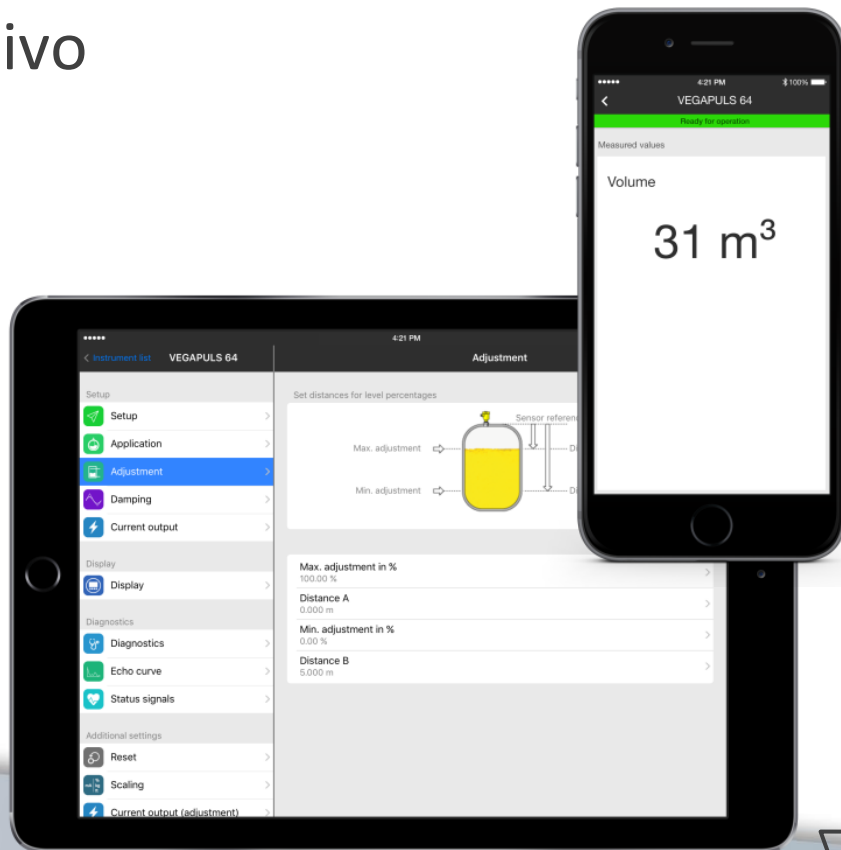 ivo
4:21 PM
100%
VEGAPULS 64
Ready for operation
Measured values
Volume
31 m³
4:21 PM
Instrument list
VEGAPULS 64
Adjustment
Setup
Setup
Application
Adjustment
Damping
Current output
Display
Display
Diagnostics
Diagnostics
Echo curve
Status signals
Additional settings
Reset
Scaling
Current output (adjustment)
Set distances for level percentages
Sensor
Max. adjustment
Min. adjustment
Max. adjustment in %
100.00 %
Distance A
0.000 m
Min. adjustment in %
0.00 %
Distance B
5.000 m